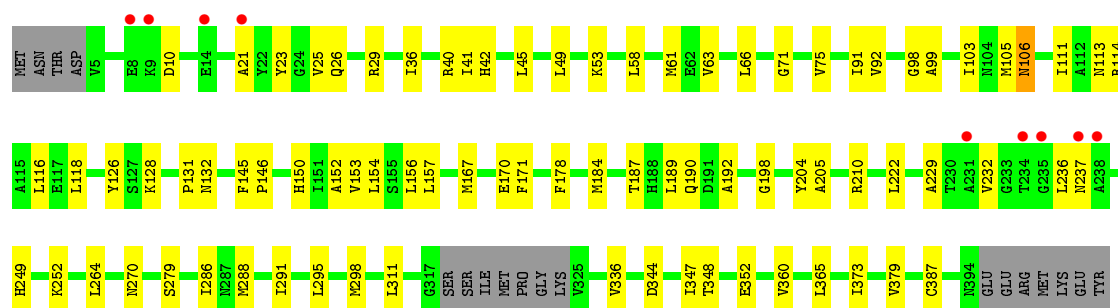 MET ASN THR ASP V5 E8 K9 D10 E14 A21 Y22 Y23 G24 V25 Q26 R29 I36 R40 I41 H42 L45 L49 K53 L58 M61 E62 V63 L66 G71 V75 I91 V92 G98 A99 I103 N104 M105 N106 I111 A112 N113 R114
A115 L116 E117 L118 Y126 S127 K128 P131 N132 F145 P146 H150 I151 A152 V153 L154 S155 L156 L157 M167 E170 F171 F178 M184 T187 H188 L189 Q190 D191 A192 G198 Y204 A205 R210 L222 A229 T230 A231 V232 G233 T234 G235 L236 N237 A238
H249 K252 L264 N270 S279 I286 N287 M288 I291 L295 M298 L311 G317 SER SER ILE MET PRO GLY LYS V325 V336 D344 I347 T348 E352 V360 L365 I373 V379 C387 N394 GLU GLU ARG MET LYS GLU TYR